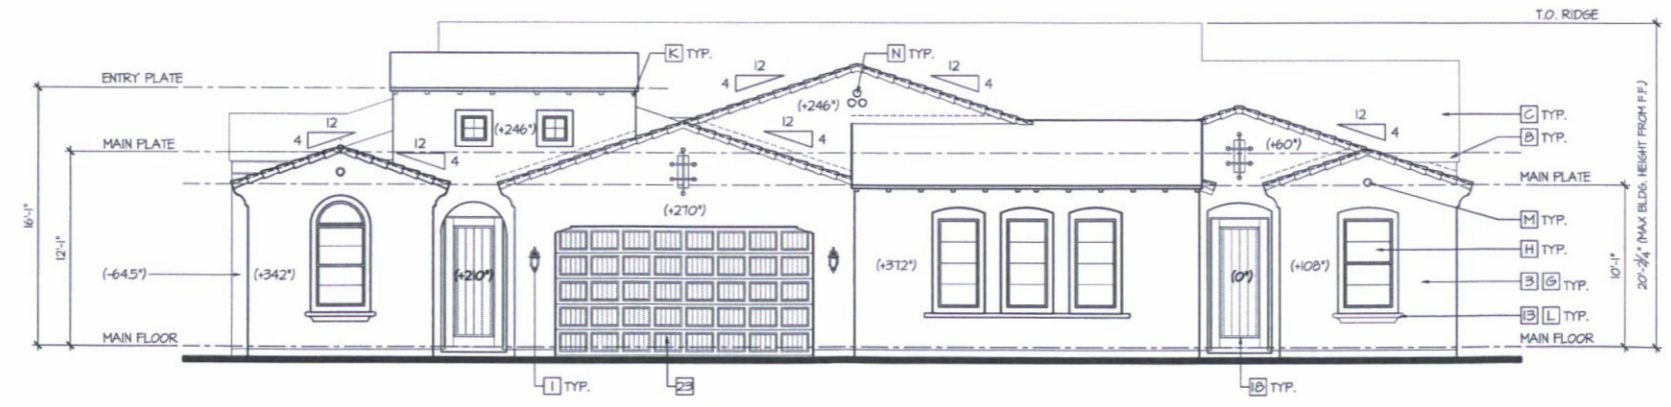 T.O. RIDGE
K TYP.
N TYP.
12
4
12
4
ENTRY PLATE
(+246")
C TYP.
12
4
(+246")
12
4
12
4
B TYP.
MAIN PLATE
12
4
(+60")
MAIN PLATE
(+270")
M TYP.
H TYP.
16'-1"
12'-1"
(-64.5")
(+342")
(+210")
(+372")
(0")
(+108")
3 G TYP.
10'-1"
20'-2¼" (MAX BLDG. HEIGHT FROM F.F.)
13 L TYP.
MAIN FLOOR
MAIN FLOOR
1 TYP.
23
18 TYP.